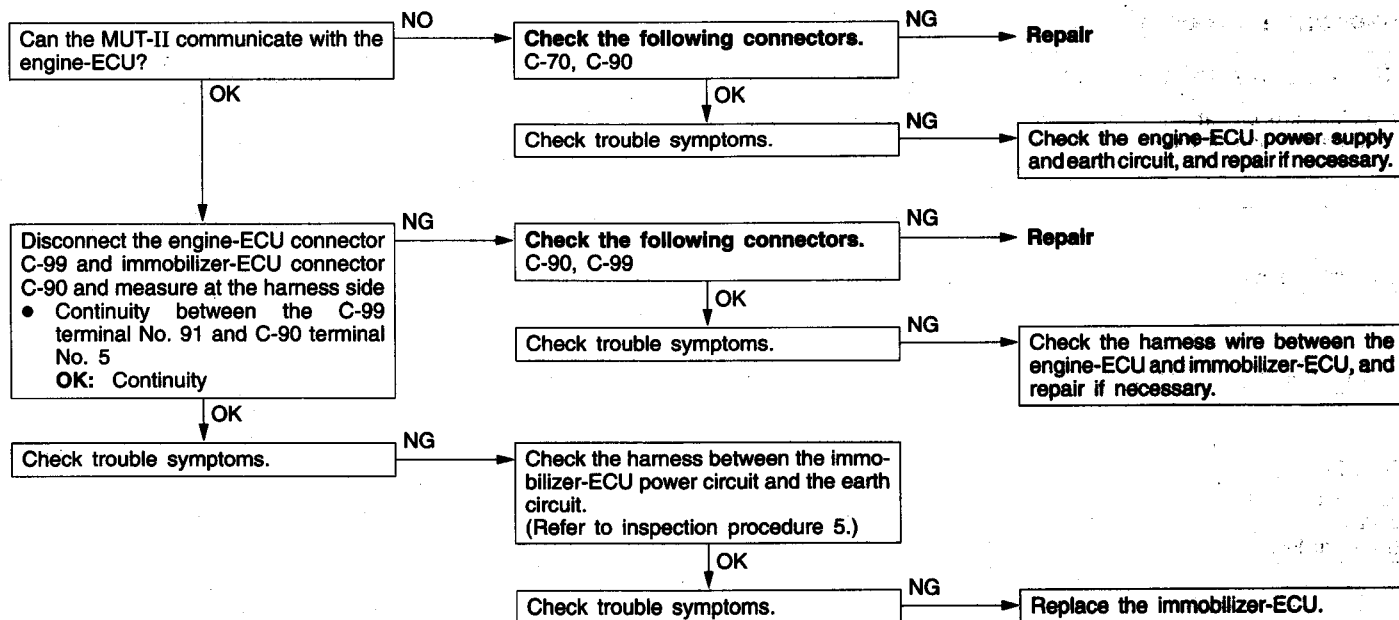 Can the MUT-II communicate with the
engine-ECU?
NO
Check the following connectors.
C-70, C-90
NG
Repair
OK
OK
Check trouble symptoms.
NG
Check the engine-ECU power supply
and earth circuit, and repair if necessary.
Disconnect the engine-ECU connector
C-99 and immobilizer-ECU connector
C-90 and measure at the harness side
● Continuity between the C-99
terminal No. 91 and C-90 terminal
No. 5
OK: Continuity
NG
Check the following connectors.
C-90, C-99
NG
Repair
OK
Check trouble symptoms.
NG
Check the harness wire between the
engine-ECU and immobilizer-ECU, and
repair if necessary.
OK
Check trouble symptoms.
NG
Check the harness between the immo-
bilizer-ECU power circuit and the earth
circuit.
(Refer to inspection procedure 5.)
OK
Check trouble symptoms.
NG
Replace the immobilizer-ECU.